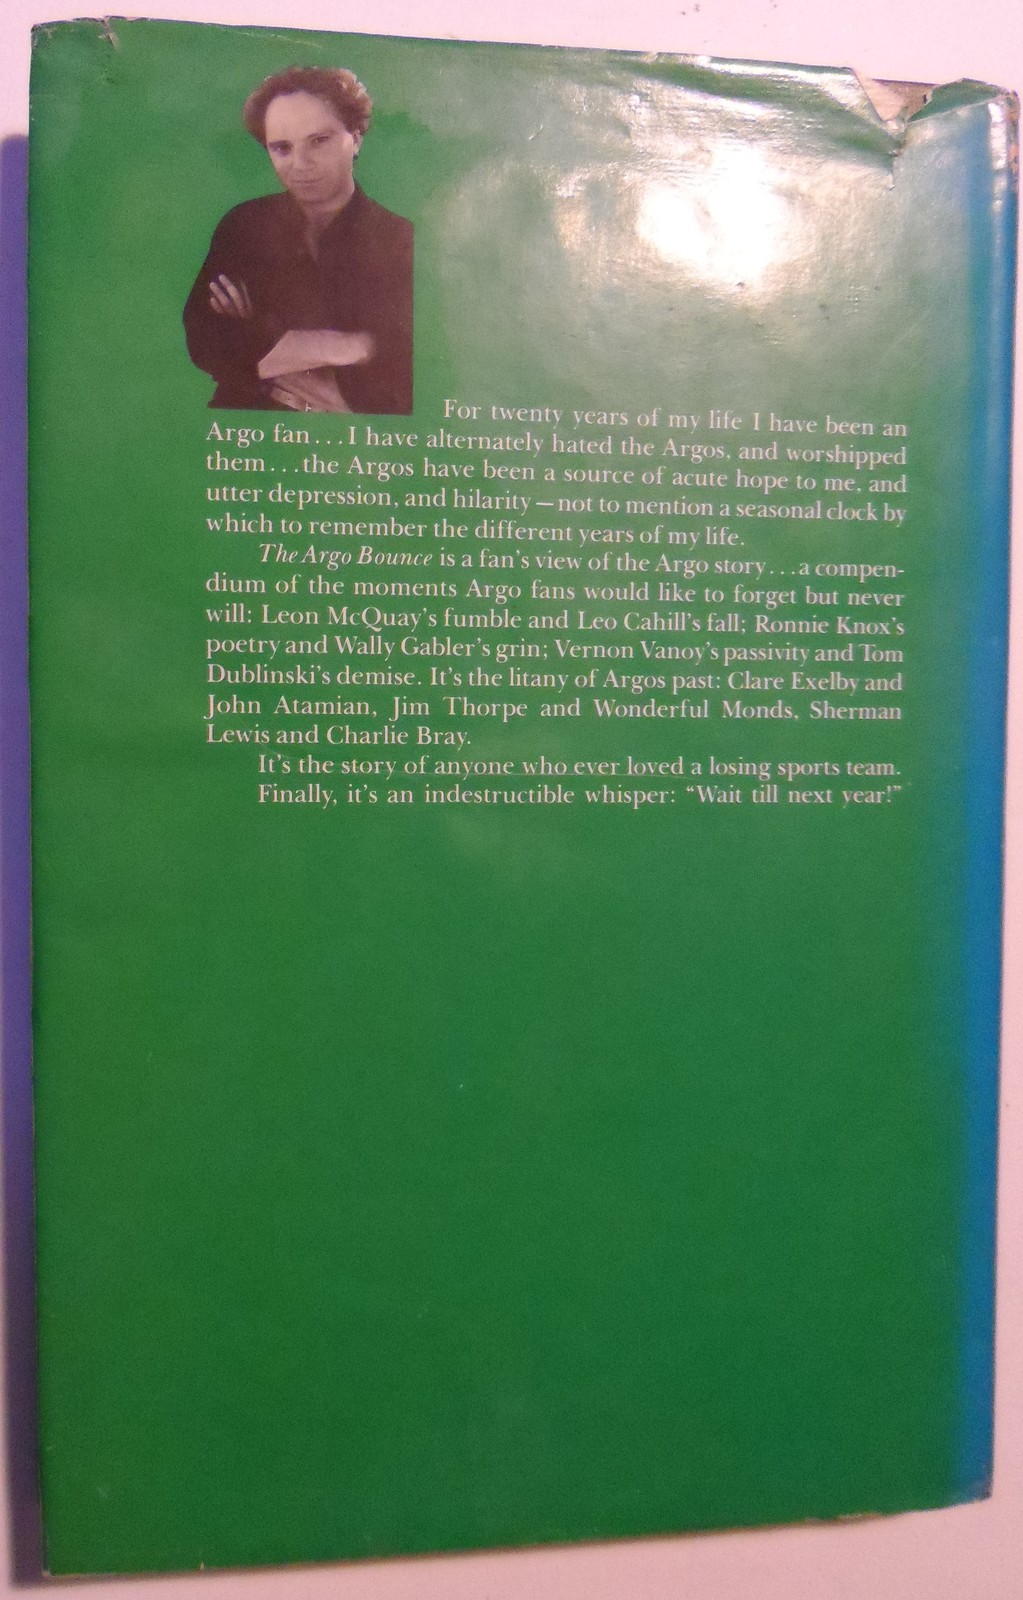 For twenty years of my life I have been an
Argo fan...I have alternately hated the Argos, and worshipped
them...the Argos have been a source of acute hope to me, and
utter depression, and hilarity — not to mention a seasonal clock by
which to remember the different years of my life.
The Argo Bounce is a fan's view of the Argo story...a compen-
dium of the moments Argo fans would like to forget but never
will: Leon McQuay's fumble and Leo Cahill's fall; Ronnie Knox's
poetry and Wally Gabler's grin; Vernon Vanoy's passivity and Tom
Dublinski's demise. It's the litany of Argos past: Clare Exelby and
John Atamian, Jim Thorpe and Wonderful Monds, Sherman
Lewis and Charlie Bray.
It's the story of anyone who ever loved a losing sports team.
Finally, it's an indestructible whisper: “Wait till next year!”